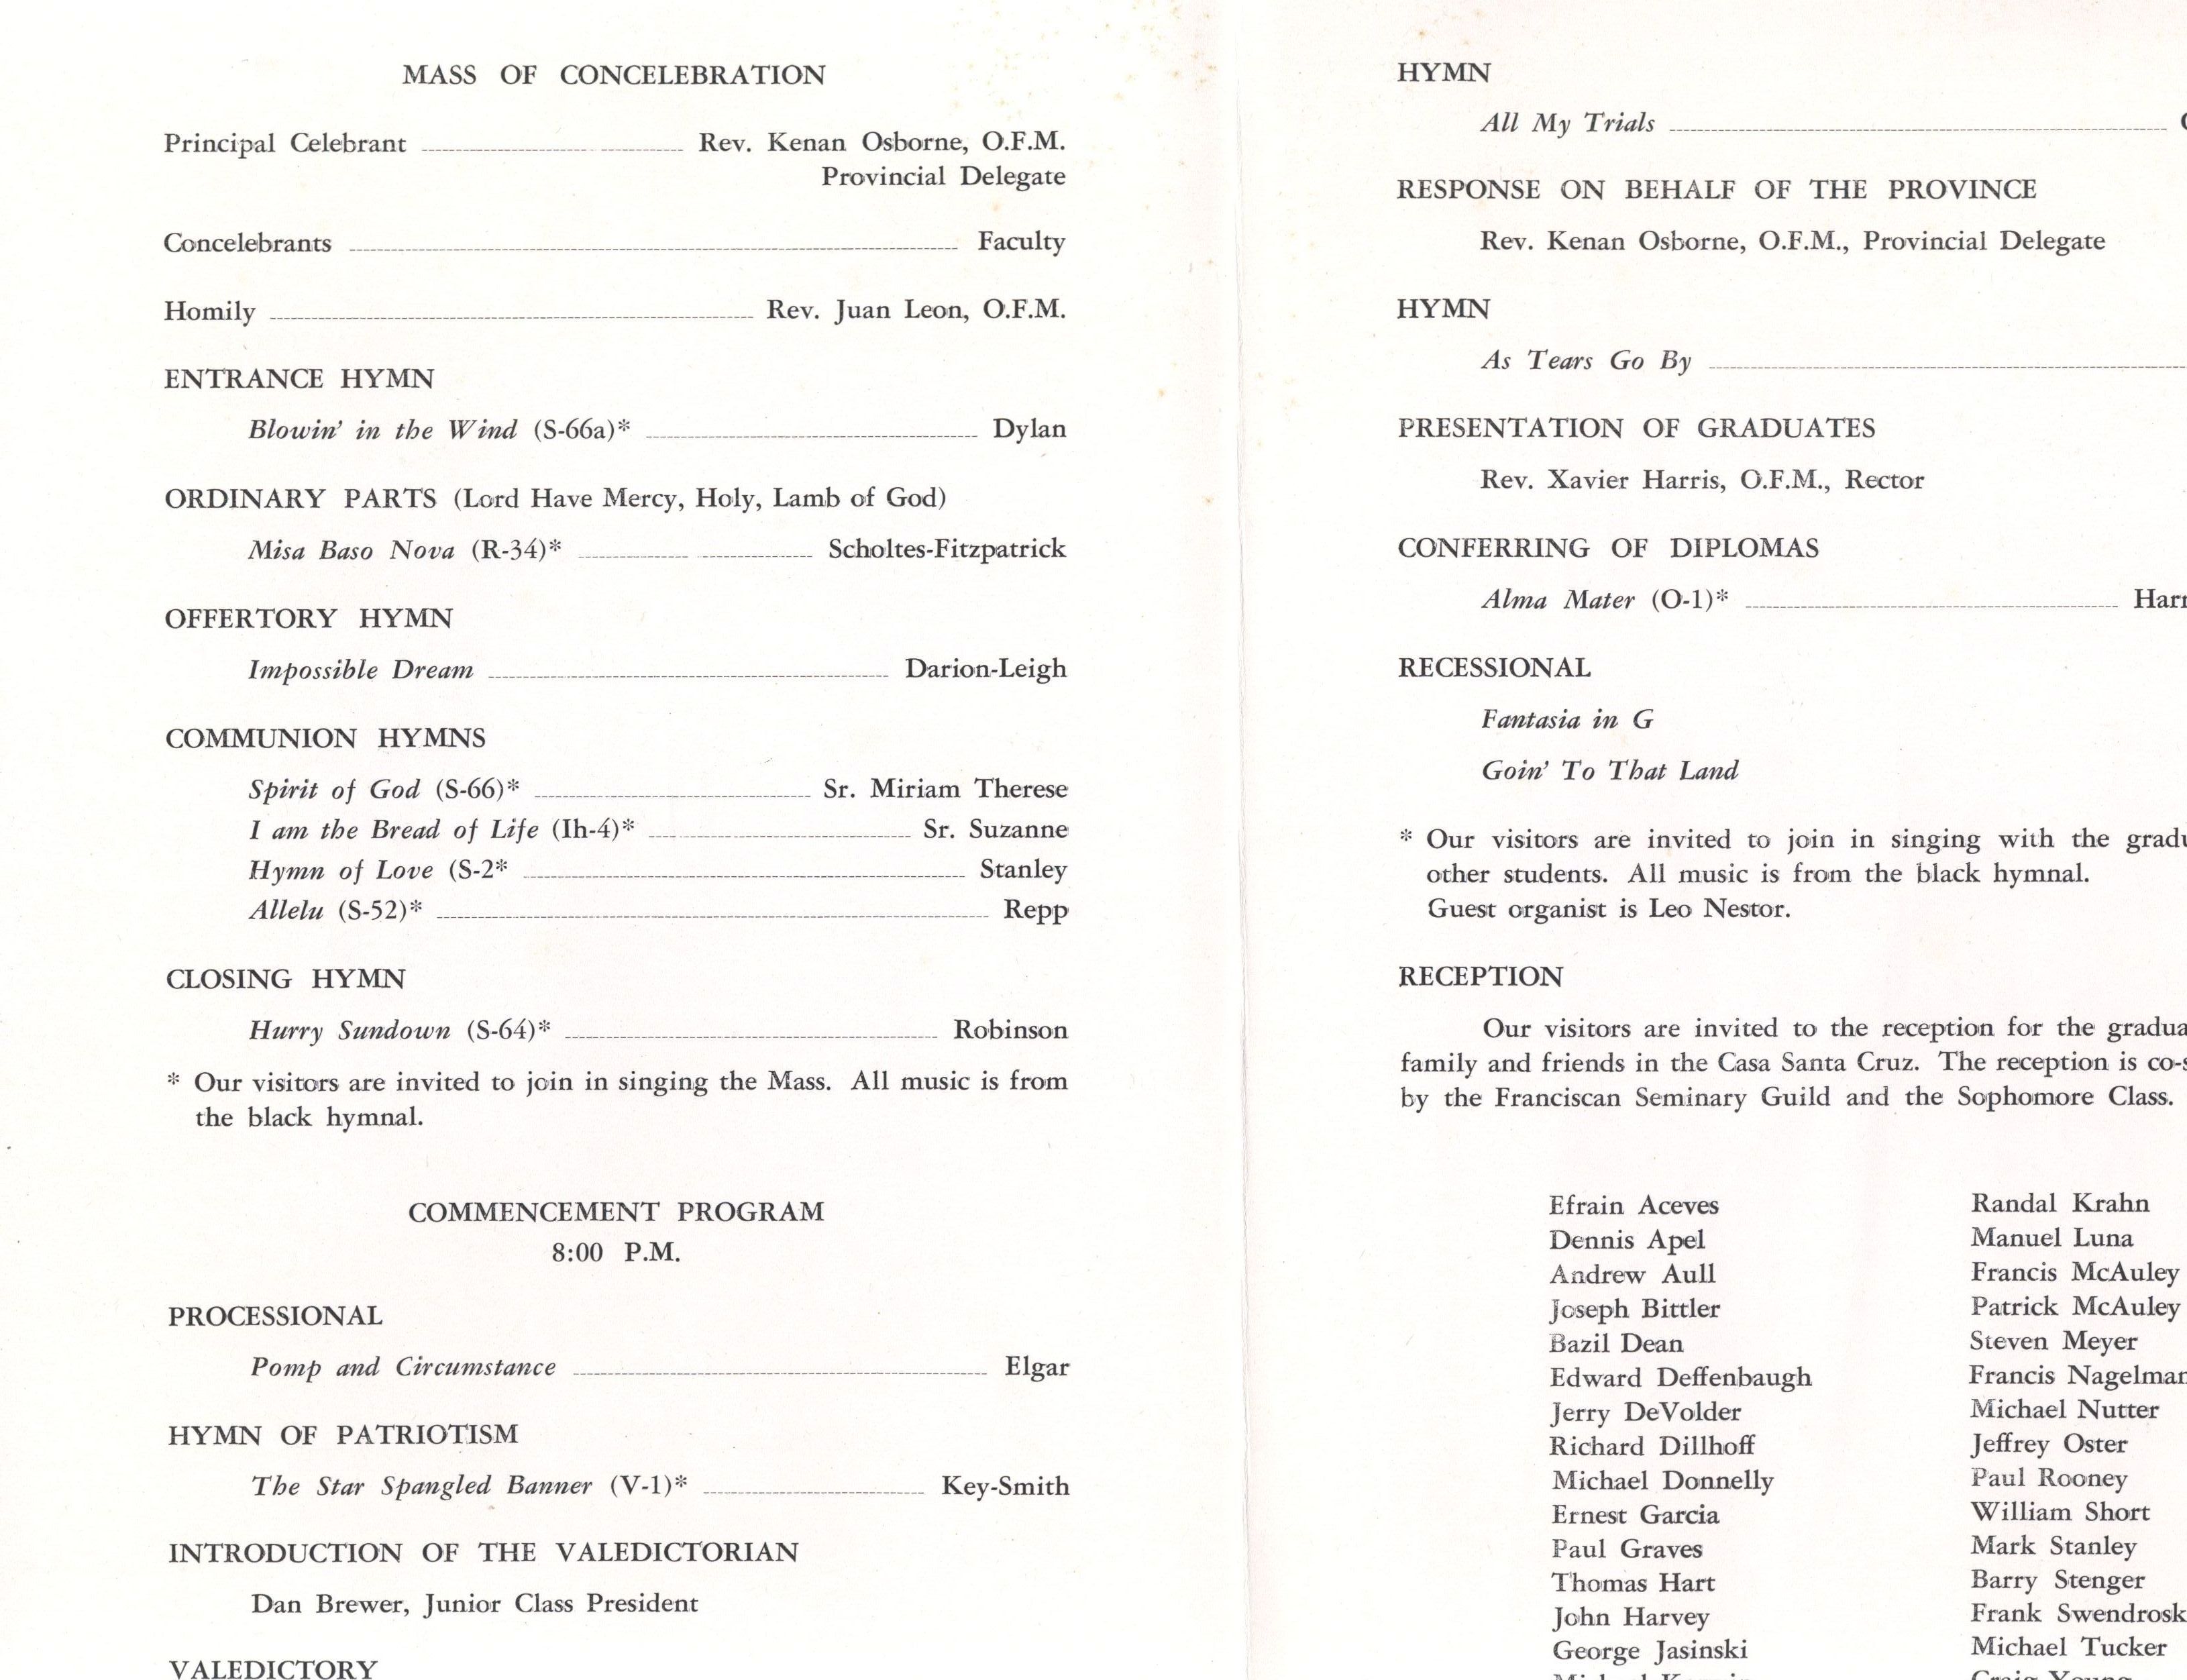 MASS OF CONCELEBRATION
Principal Celebrant Rev. Kenan Osborne, O.F.M.
Provincial Delegate
Concelebrants Faculty
Homily Rev. Juan Leon, O.F.M.
ENTRANCE HYMN
Blowin' in the Wind (S-66a)* Dylan
ORDINARY PARTS (Lord Have Mercy, Holy, Lamb of God)
Misa Baso Nova (R-34)* Scholtes-Fitzpatrick
OFFERTORY HYMN
Impossible Dream Darion-Leigh
COMMUNION HYMNS
Spirit of God (S-66)* Sr. Miriam Therese
I am the Bread of Life (Ih-4)* Sr. Suzanne
Hymn of Love (S-2* Stanley
Allelu (S-52)* Repp
CLOSING HYMN
Hurry Sundown (S-64)* Robinson
* Our visitors are invited to join in singing the Mass. All music is from
the black hymnal.
COMMENCEMENT PROGRAM
8:00 P.M.
PROCESSIONAL
Pomp and Circumstance Elgar
HYMN OF PATRIOTISM
The Star Spangled Banner (V-1)* Key-Smith
INTRODUCTION OF THE VALEDICTORIAN
Dan Brewer, Junior Class President
VALEDICTORY
HYMN
All My Trials
RESPONSE ON BEHALF OF THE PROVINCE
Rev. Kenan Osborne, O.F.M., Provincial Delegate
HYMN
As Tears Go By
PRESENTATION OF GRADUATES
Rev. Xavier Harris, O.F.M., Rector
CONFERRING OF DIPLOMAS
Alma Mater (O-1)*
RECESSIONAL
Fantasia in G
Goin' To That Land
* Our visitors are invited to join in singing with the
other students. All music is from the black hymnal.
Guest organist is Leo Nestor.
RECEPTION
Our visitors are invited to the reception for the
family and friends in the Casa Santa Cruz. The reception is
by the Franciscan Seminary Guild and the Sophomore Class.
Efrain Aceves
Dennis Apel
Andrew Aull
Joseph Bittler
Bazil Dean
Edward Deffenbaugh
Jerry DeVolder
Richard Dillhoff
Michael Donnelly
Ernest Garcia
Paul Graves
Thomas Hart
John Harvey
George Jasinski
Randal Krahn
Manuel Luna
Francis McAuley
Patrick McAuley
Steven Meyer
Francis
Michael Nutter
Jeffrey Oster
Paul Rooney
William Short
Mark Stanley
Barry Stenger
Frank
Michael Tucker